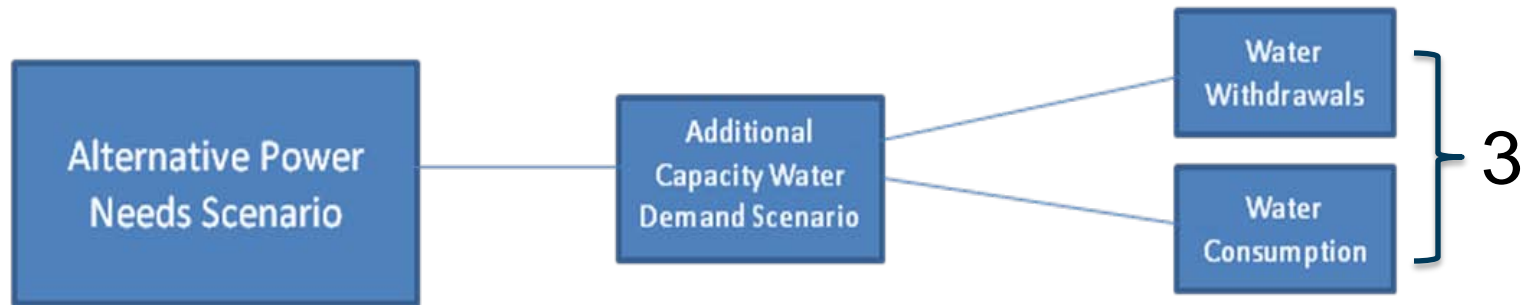 Alternative Power
Needs Scenario
Additional
Capacity Water
Demand Scenario
Water
Withdrawals
Water
Consumption
3